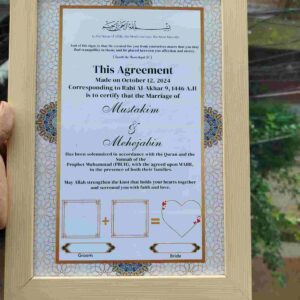 بسم الله الرحمن الرحيم
In the name of Allah, the Most Gracious, the Most Merciful
And of His signs is that He created for you from yourselves mates that you may
find tranquility in them; and he placed between you affection and mercy.
This Agreement
Made on October 12, 2024
Corresponding to Rabi Al-Akhar 9, 1446 A.H
is to certify that the Marriage of
Mustakim
&
Mehejabin
Has been solemnized in accordance with the Quran and the
Sunnah of the
Prophet Muhammad (PBUH), with the agreed upon MAHR,
in the presence of both their families.
May Allah strengthen the knot that holds your hearts together
and surround you with faith and love.
+ =
Groom Bride